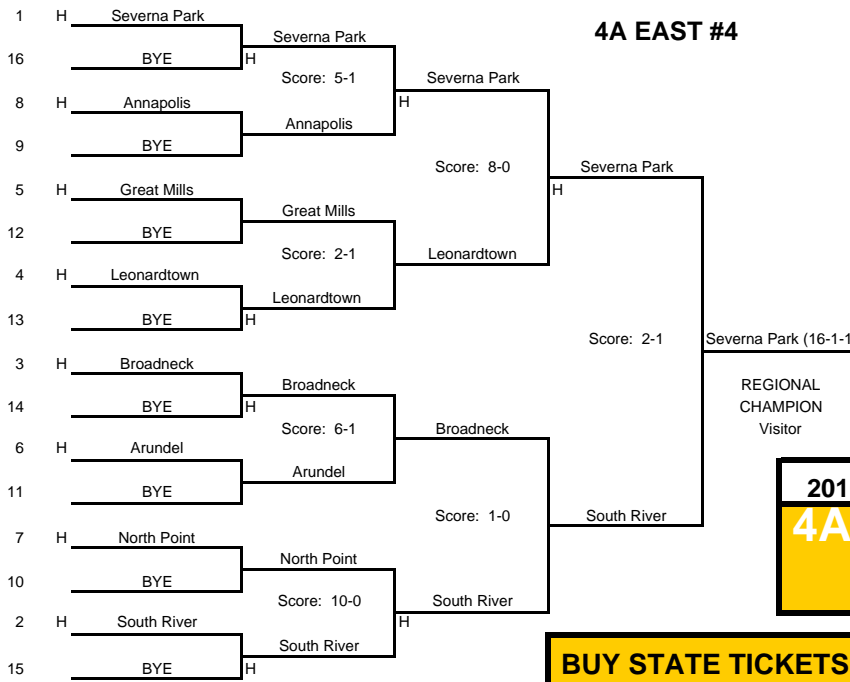 4A EAST #4
1 H Severna Park
Severna Park
16 BYE H
Score: 5-1
Severna Park
8 H Annapolis H
Annapolis
9 BYE
Score: 8-0
Severna Park
5 H Great Mills H
Great Mills
12 BYE
Score: 2-1
Leonardtown
4 H Leonardtown
Leonardtown
13 BYE H
Score: 2-1
Severna Park (16-1-1
3 H Broadneck
Broadneck
REGIONAL
CHAMPION
Visitor
14 BYE H
Score: 6-1
Broadneck
6 H Arundel
Arundel
11 BYE
Score: 1-0
South River
7 H North Point
North Point
10 BYE
Score: 10-0
South River
2 H South River H
South River
15 BYE H
201
4A
BUY STATE TICKETS